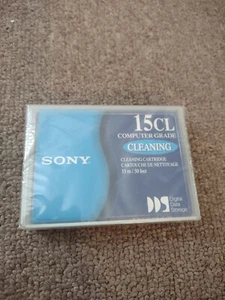 15CL
COMPUTER GRADE
CLEANING
SONY
CLEANING CARTRIDGE
CARTOUCHE DE NETTOYAGE
15 m / 50 feet
DDS
Digital
Data
Storage